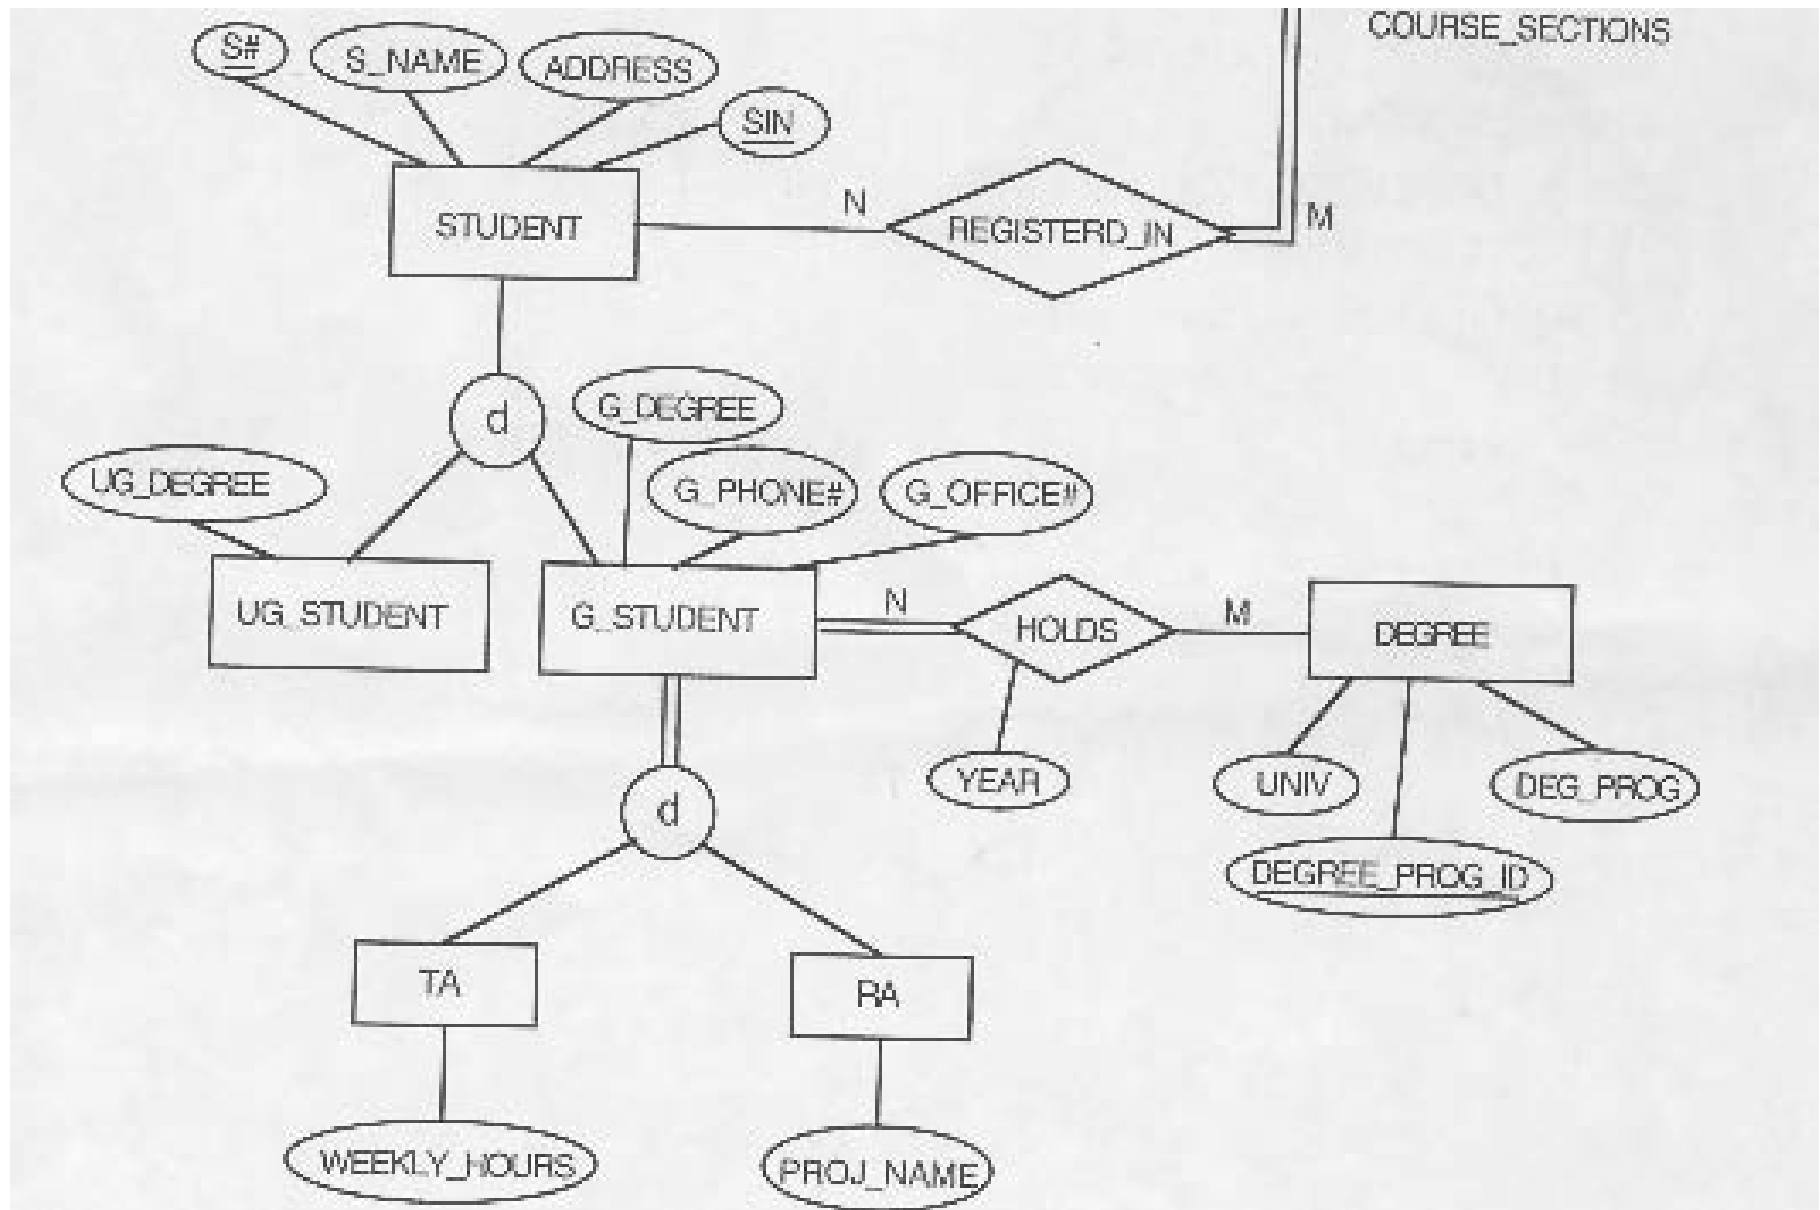 COURSE_SECTIONS
S#
S_NAME
ADDRESS
SIN
STUDENT
N
REGISTERD_IN
M
d
G_DEGREE
UG_DEGREE
G_PHONE#
G_OFFICE#
UG_STUDENT
G_STUDENT
N
HOLDS
M
DEGREE
YEAR
UNIV
DEG_PROG
d
DEGREE_PROG_ID
TA
RA
WEEKLY_HOURS
PROJ_NAME